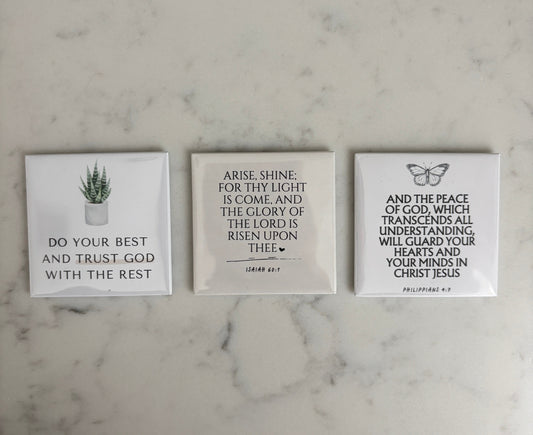 DO YOUR BEST
AND TRUST GOD
WITH THE REST
ARISE, SHINE;
FOR THY LIGHT
IS COME, AND
THE GLORY OF
THE LORD IS
RISEN UPON
THEE
ISAIAH 60:1
AND THE PEACE
OF GOD, WHICH
TRANSCENDS ALL
UNDERSTANDING,
WILL GUARD YOUR
HEARTS AND
YOUR MINDS IN
CHRIST JESUS
PHILIPPIANS 4:7